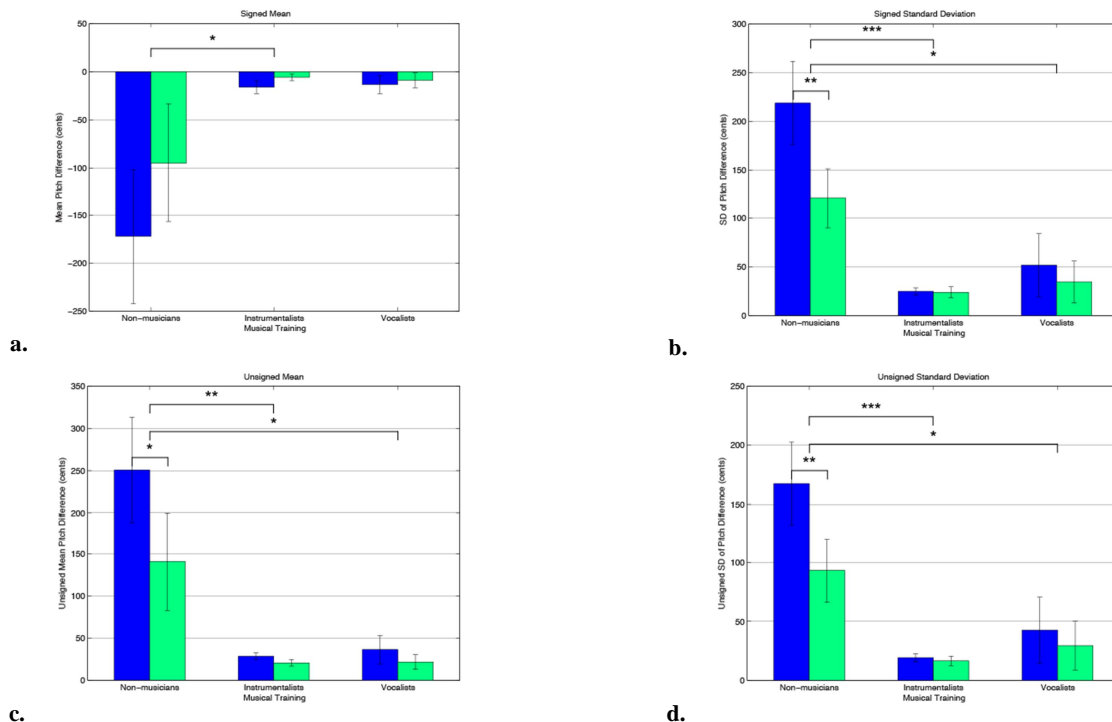 Signed Mean
*
Mean Pitch Difference (cents)
50
0
−50
−100
−150
−200
−250
Non−musicians Instrumentalists Vocalists
Musical Training
a.
Signed Standard Deviation
***
*
**
SD of Pitch Difference (cents)
300
250
200
150
100
50
0
Non−musicians Instrumentalists Vocalists
Musical Training
b.
Unsigned Mean
**
*
*
Unsigned Mean Pitch Difference (cents)
350
300
250
200
150
100
50
0
Non−musicians Instrumentalists Vocalists
Musical Training
c.
Unsigned Standard Deviation
***
*
**
Unsigned SD of Pitch Difference (cents)
250
200
150
100
50
0
Non−musicians Instrumentalists Vocalists
Musical Training
d.